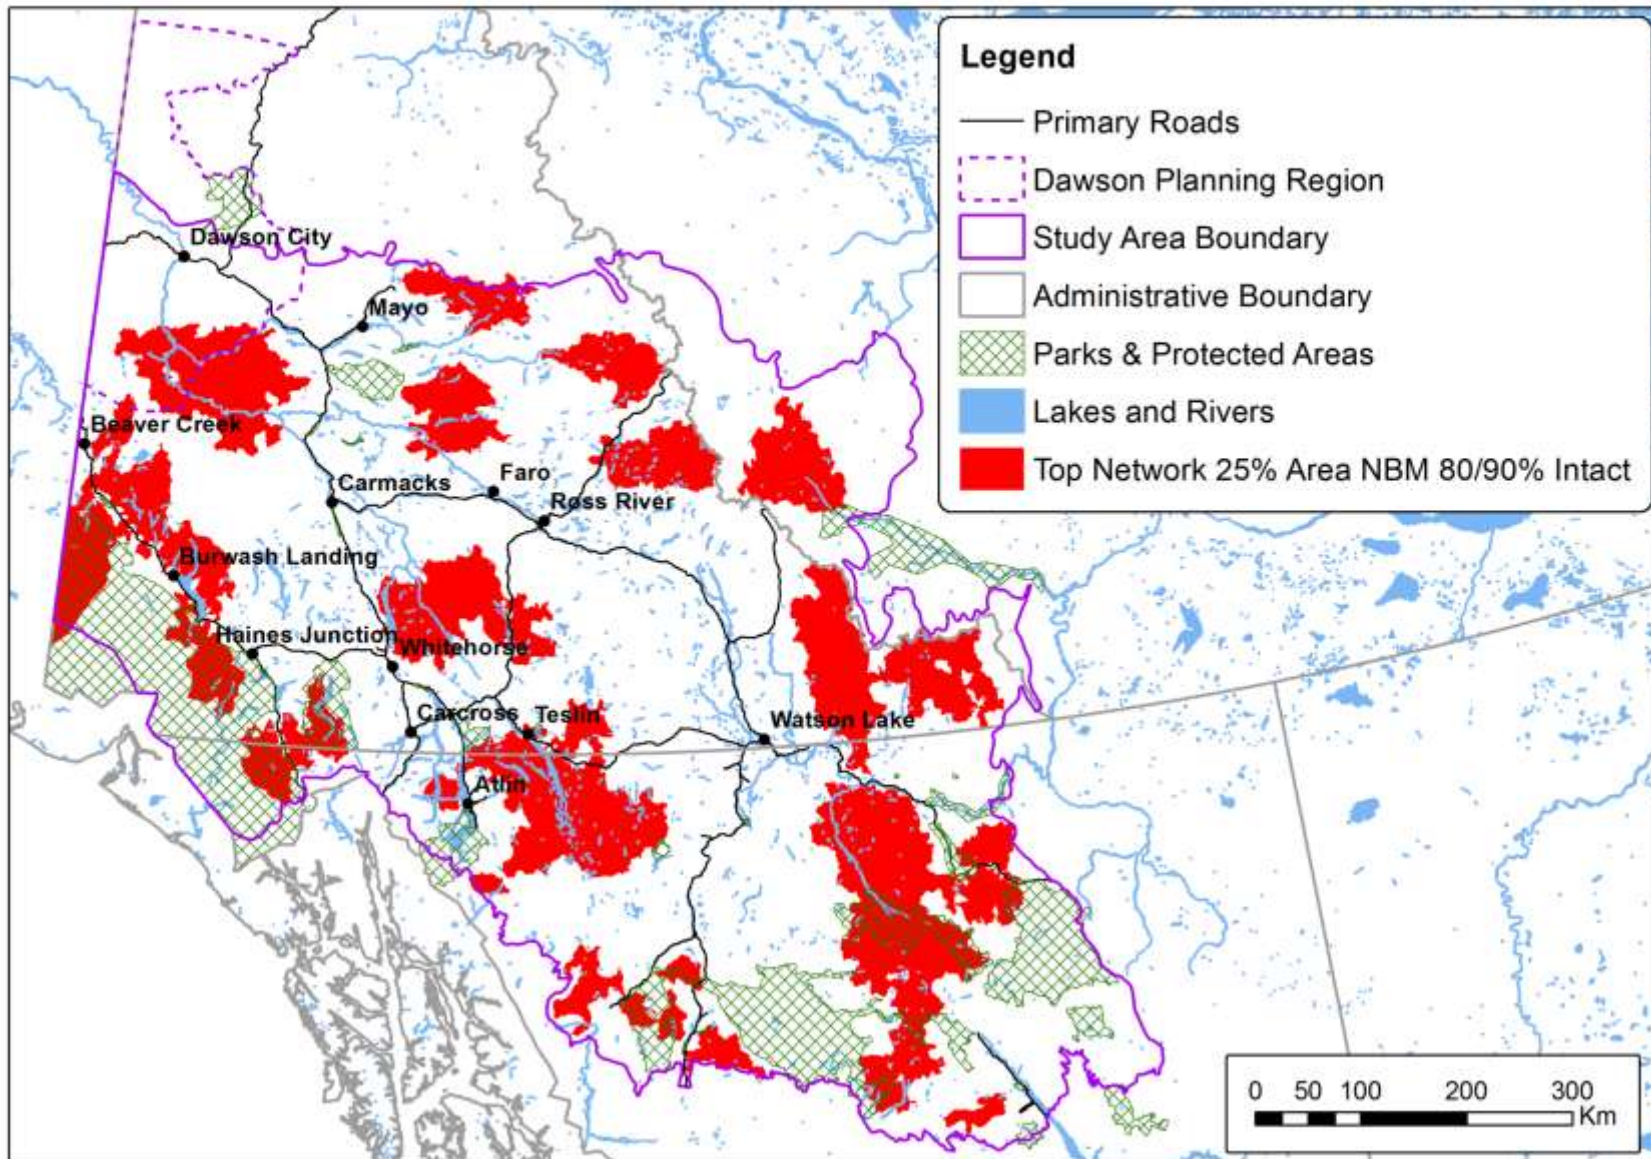 Legend
Primary Roads
Dawson Planning Region
Study Area Boundary
Administrative Boundary
Parks & Protected Areas
Lakes and Rivers
Top Network 25% Area NBM 80/90% Intact
Dawson City
Mayo
Beaver Creek
Carmacks
Faro
Ross River
Burwash Landing
Haines Junction
Whitehorse
Carcross
Teslin
Watson Lake
Atlin
0 50 100 200 300
Km